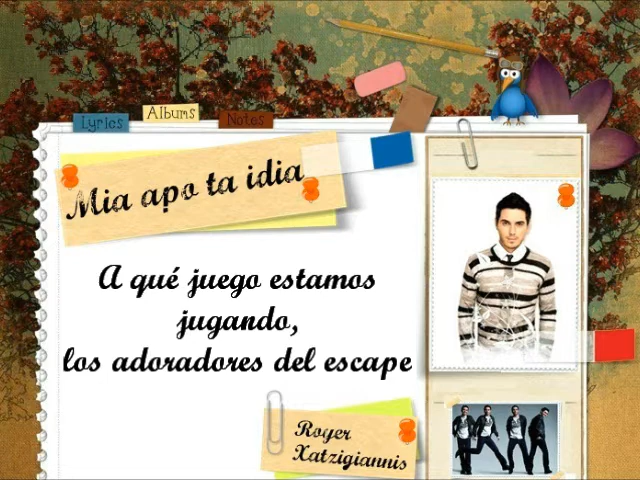 Lyrics
Albums
Notes
Mia apo ta idia
A qué juego estamos
jugando,
los adoradores del escape
Royer
Xatzigiannis